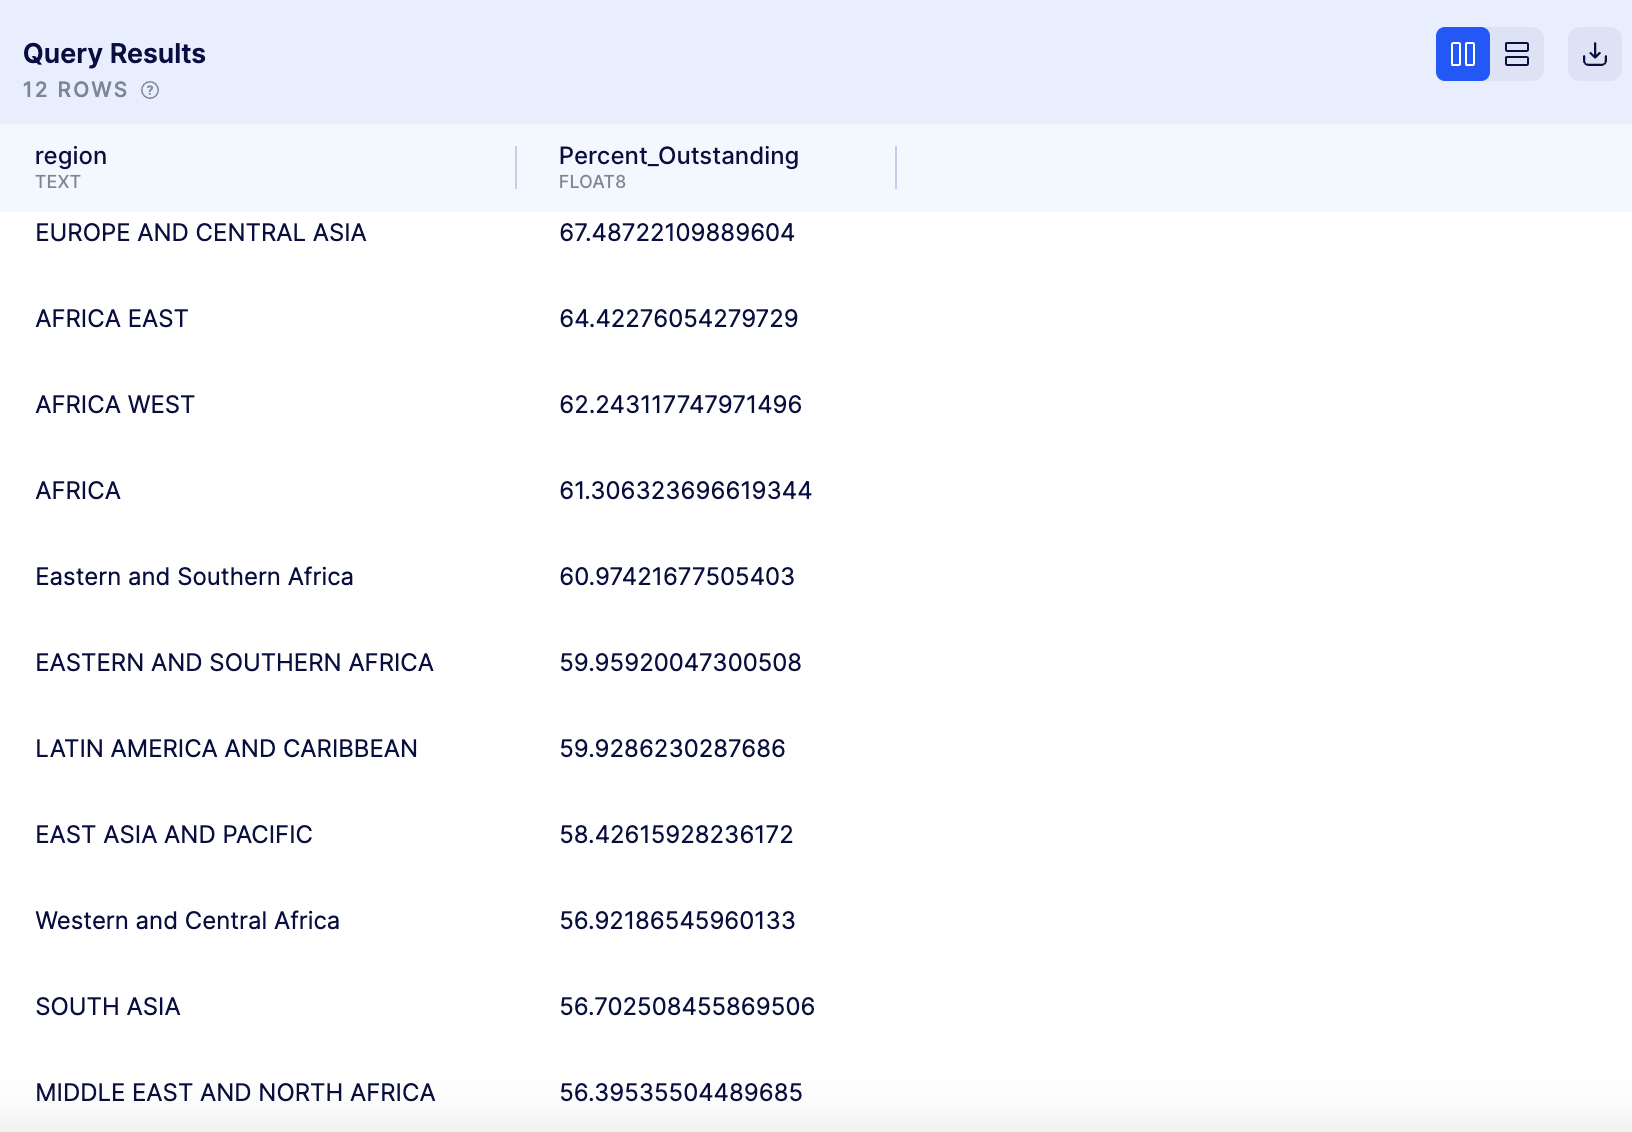 Query Results
12 ROWS ?
region Percent_Outstanding
TEXT FLOAT8
EUROPE AND CENTRAL ASIA 67.48722109889604
AFRICA EAST 64.42276054279729
AFRICA WEST 62.243117747971496
AFRICA 61.306323696619344
Eastern and Southern Africa 60.97421677505403
EASTERN AND SOUTHERN AFRICA 59.95920047300508
LATIN AMERICA AND CARIBBEAN 59.9286230287686
EAST ASIA AND PACIFIC 58.42615928236172
Western and Central Africa 56.92186545960133
SOUTH ASIA 56.702508455869506
MIDDLE EAST AND NORTH AFRICA 56.39535504489685